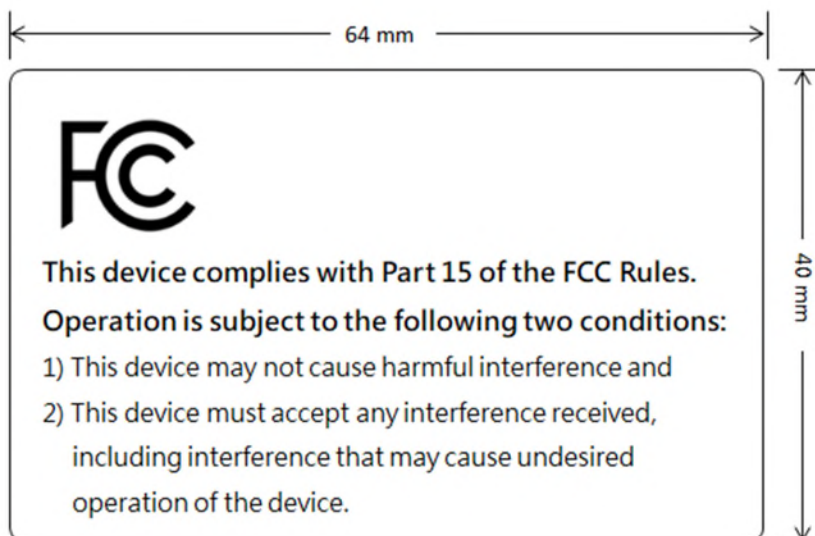 64 mm
FCC
This device complies with Part 15 of the FCC Rules.
Operation is subject to the following two conditions:
1) This device may not cause harmful interference and
2) This device must accept any interference received,
including interference that may cause undesired
operation of the device.
40 mm